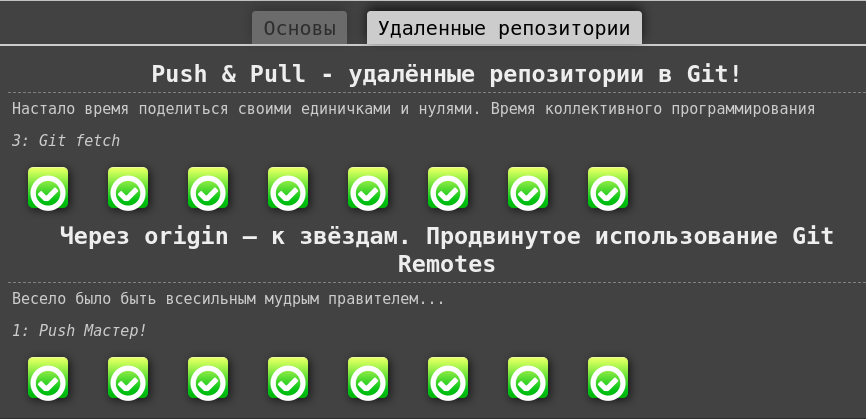 Основы
Удаленные репозитории
Push & Pull - удалённые репозитории в Git!
Настало время поделиться своими единичками и нулями. Время коллективного программирования
3: Git fetch
Через origin – к звёздам. Продвинутое использование Git
Remotes
Весело было быть всесильным мудрым правителем...
1: Push Мастер!